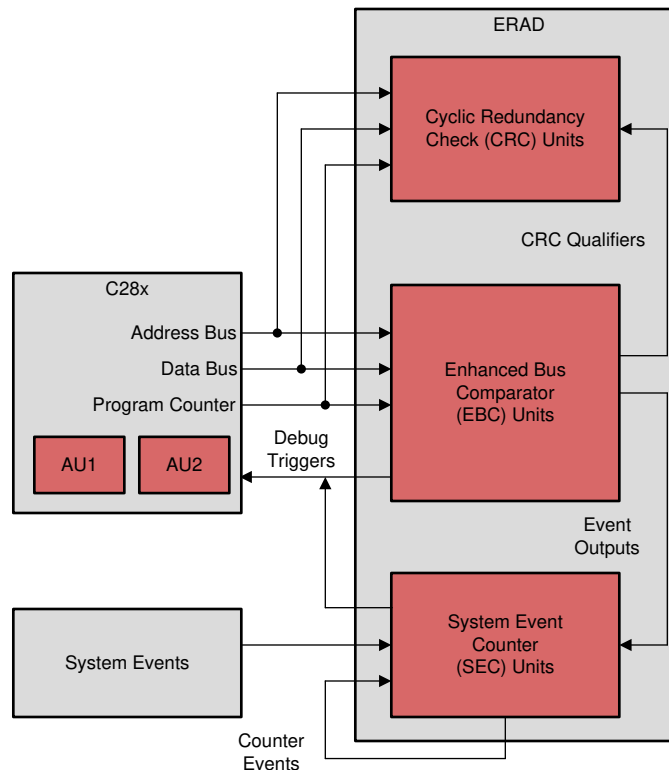 ERAD
Cyclic Redundancy
Check (CRC) Units
CRC Qualifiers
C28x
Address Bus
Data Bus
Program Counter
AU1
AU2
Enhanced Bus
Comparator
(EBC) Units
Debug
Triggers
Event
Outputs
System Events
System Event
Counter
(SEC) Units
Counter
Events